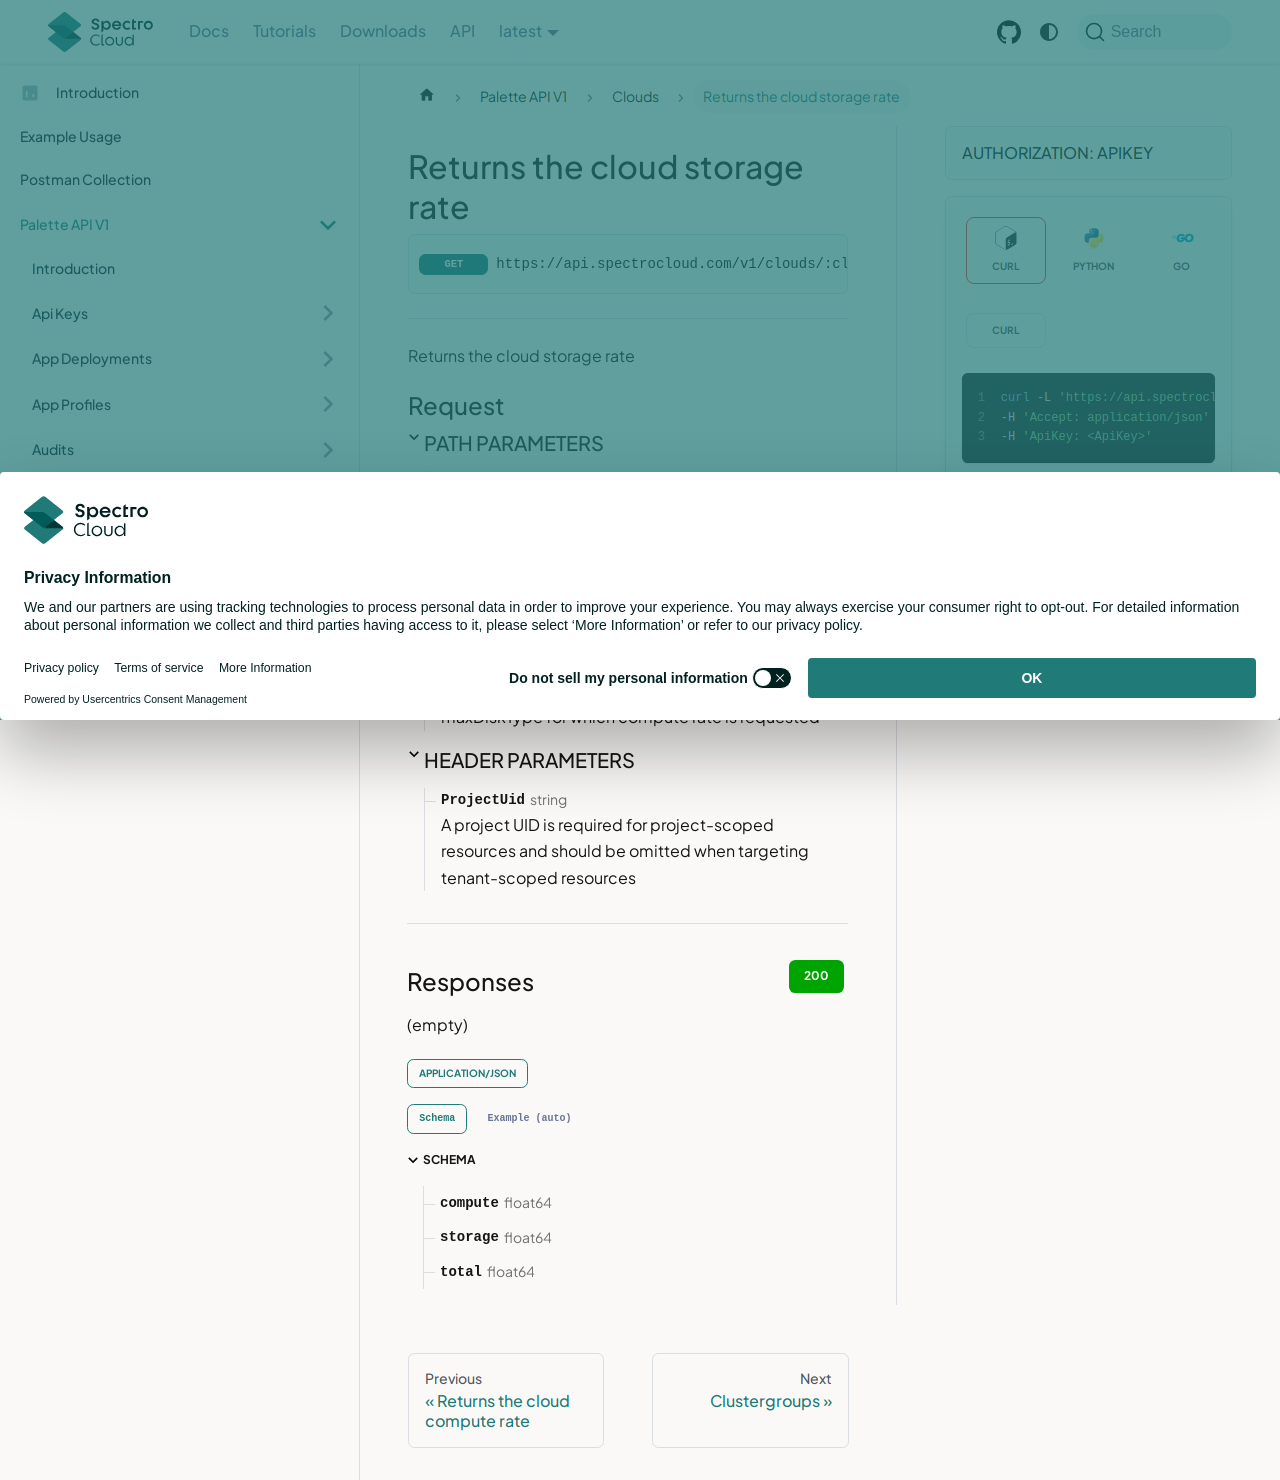 Spectro Cloud
Docs
Tutorials
Downloads
API
latest
Search
Introduction
Example Usage
Postman Collection
Palette API V1
Introduction
Api Keys
App Deployments
App Profiles
Audits
Palette API V1
Clouds
Returns the cloud storage rate
Returns the cloud storage
rate
GET https://api.spectrocloud.com/v1/clouds/:cl
Returns the cloud storage rate
Request
PATH PARAMETERS
AUTHORIZATION: APIKEY
CURL
PYTHON
GO
CURL
1 curl -L 'https://api.spectrocl
2 -H 'Accept: application/json'
3 -H 'ApiKey: <ApiKey>'
Spectro
Cloud
Privacy Information
We and our partners are using tracking technologies to process personal data in order to improve your experience. You may always exercise your consumer right to opt-out. For detailed information
about personal information we collect and third parties having access to it, please select ‘More Information’ or refer to our privacy policy.
Privacy policy
Terms of service
More Information
Powered by Usercentrics Consent Management
Do not sell my personal information
OK
maxDiskType for which compute rate is requested
HEADER PARAMETERS
ProjectUid string
A project UID is required for project-scoped
resources and should be omitted when targeting
tenant-scoped resources
Responses
200
(empty)
APPLICATION/JSON
Schema
Example (auto)
SCHEMA
compute float64
storage float64
total float64
Previous
« Returns the cloud
compute rate
Next
Clustergroups »